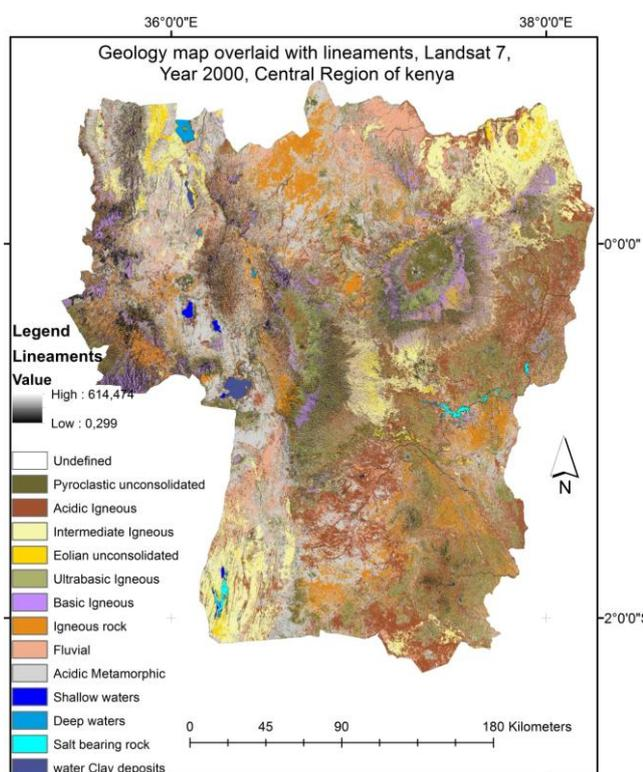 36°0'0"E
38°0'0"E
Geology map overlaid with lineaments, Landsat 7,
Year 2000, Central Region of kenya
0°0'0"
Legend
Lineaments
Value
High : 614,474
Low : 0,299
Undefined
Pyroclastic unconsolidated
Acidic Igneous
Intermediate Igneous
Eolian unconsolidated
Ultrabasic Igneous
Basic Igneous
Igneous rock
Fluvial
Acidic Metamorphic
Shallow waters
Deep waters
Salt bearing rock
water Clay deposits
N
2°0'0"S
0 45 90 180 Kilometers